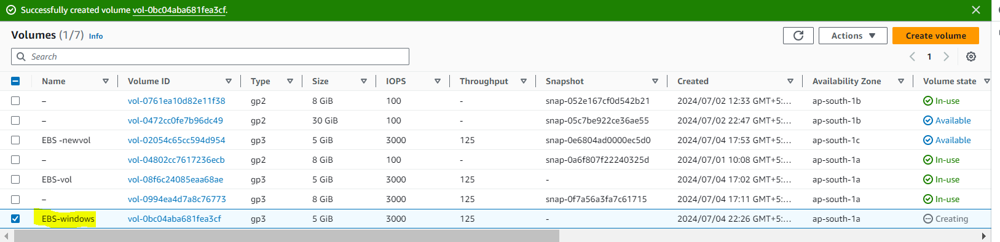 Successfully created volume vol-0bc04aba681fea3cf.
Volumes (1/7) Info
Actions
Create volume
Search
1
Name Volume ID Type Size IOPS Throughput Snapshot Created Availability Zone Volume state
– vol-0761ea10d82e11f38 gp2 8 GiB 100 - snap-052e167cf0d542b21 2024/07/02 12:33 GMT+5:... ap-south-1b In-use
– vol-0472cc0fe7b96dc49 gp2 30 GiB 100 - snap-05c7be922ce36ae55 2024/07/02 22:47 GMT+5:... ap-south-1b Available
EBS -newvol vol-02054c65cc594d954 gp3 5 GiB 3000 125 snap-0e6804ad0000ec5d0 2024/07/04 17:53 GMT+5:... ap-south-1c Available
– vol-04802cc7617236ecb gp2 8 GiB 100 - snap-0a6f807f22240325d 2024/07/01 10:08 GMT+5:... ap-south-1a In-use
EBS-vol vol-08f6c24085eaa68ae gp3 5 GiB 3000 125 - 2024/07/04 17:02 GMT+5:... ap-south-1a In-use
– vol-0994ea4d7a8c76773 gp3 8 GiB 3000 125 snap-0f7a56a3fa7c61715 2024/07/04 17:11 GMT+5:... ap-south-1a In-use
EBS-windows vol-0bc04aba681fea3cf gp3 5 GiB 3000 125 - 2024/07/04 22:26 GMT+5:... ap-south-1a Creating